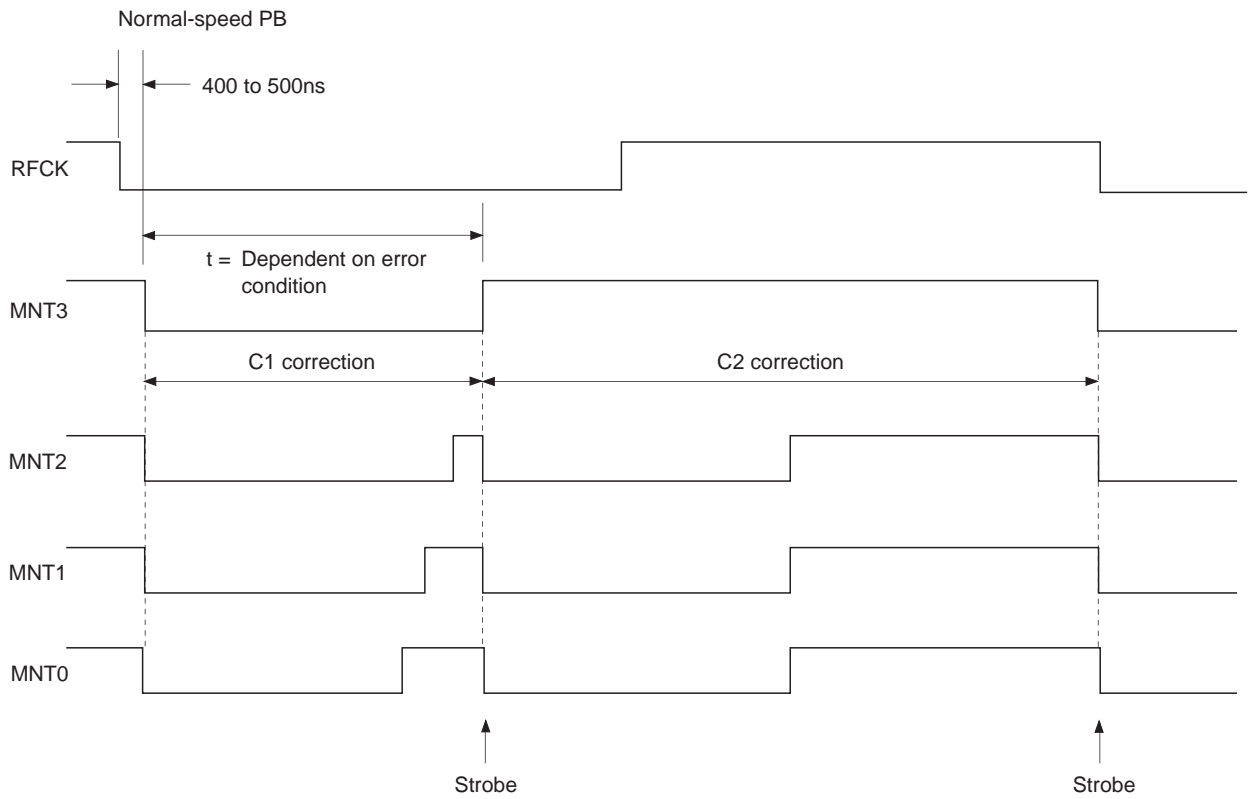 Normal-speed PB
400 to 500ns
RFCK
t = Dependent on error
condition
MNT3
C1 correction
C2 correction
MNT2
MNT1
MNT0
Strobe
Strobe